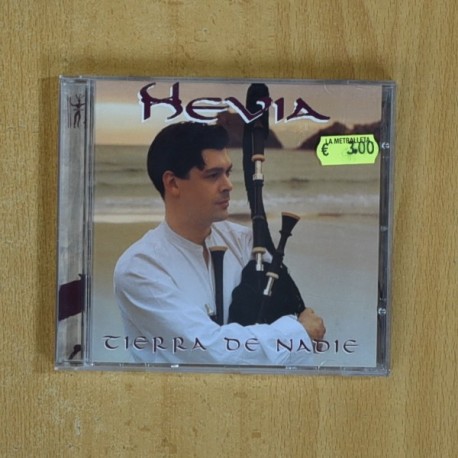 HEVIA
LA METRALLETA
€ 3.00
TIERRA DE NADIE